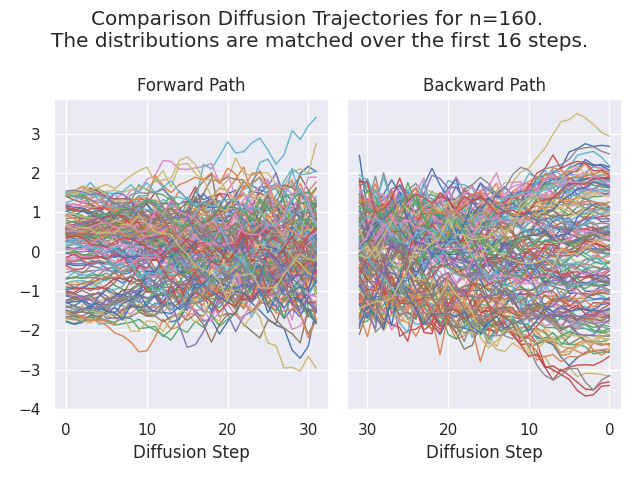 Comparison Diffusion Trajectories for n=160.
The distributions are matched over the first 16 steps.
Forward Path
Backward Path
3
2
1
0
−1
−2
−3
−4
0
10
20
30
30
20
10
0
Diffusion Step
Diffusion Step